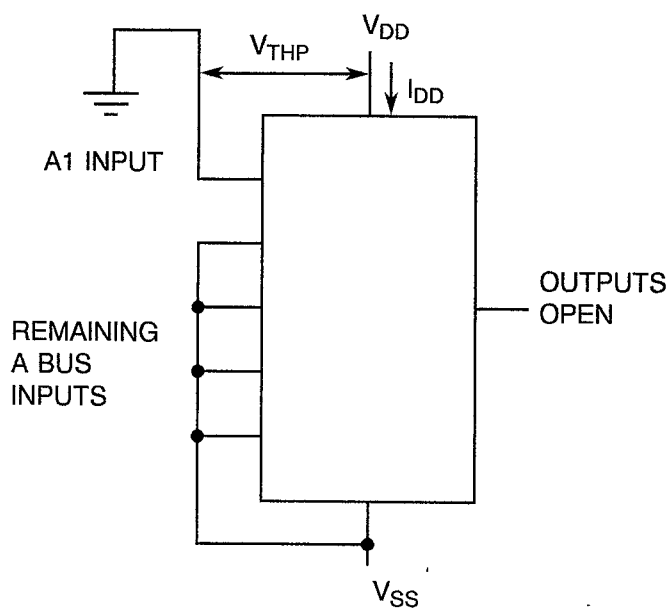 V_DD
V_THP
I_DD
A1 INPUT
OUTPUTS
OPEN
REMAINING
A BUS
INPUTS
V_SS